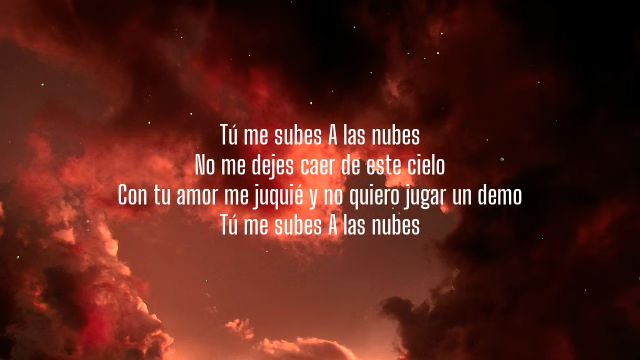 Tú me subes A las nubes
No me dejes caer de este cielo
Con tu amor me juquié y no quiero jugar un demo
Tú me subes A las nubes